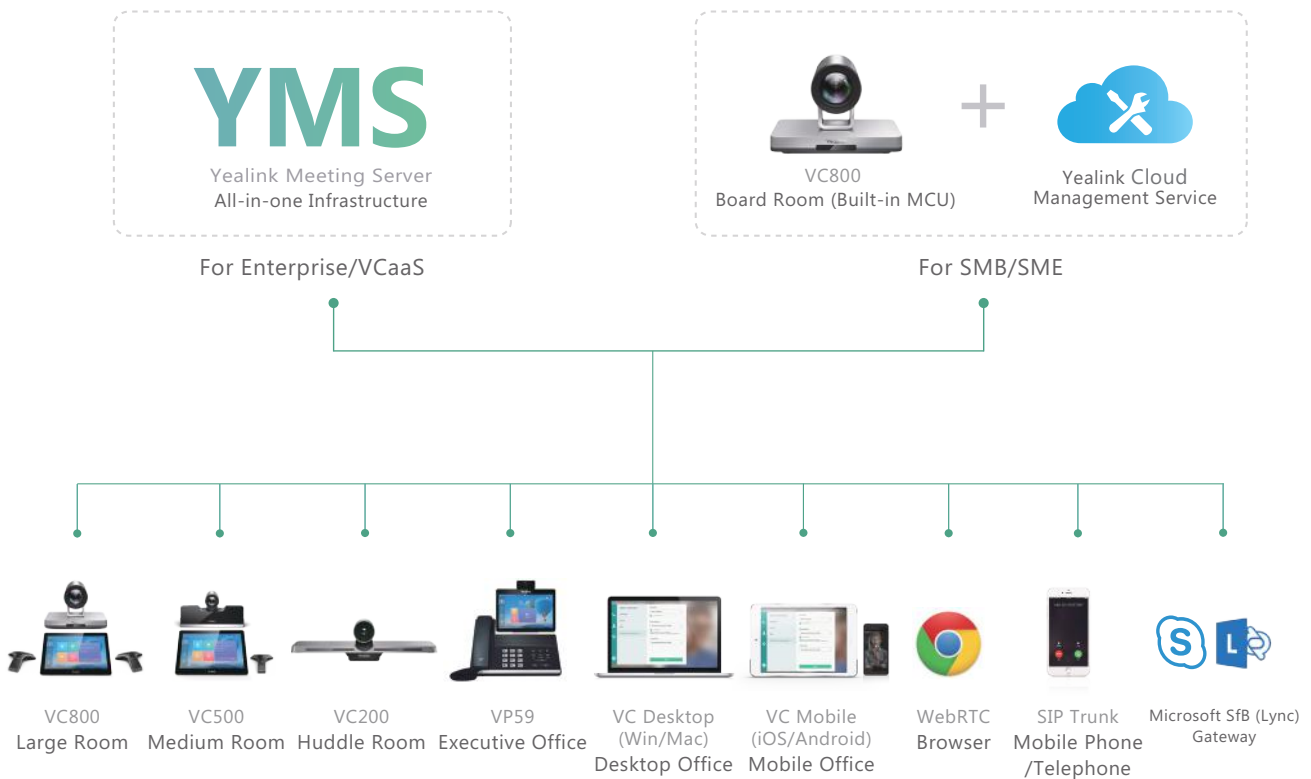 YMS
Yealink Meeting Server
All-in-one Infrastructure
For Enterprise/VCaaS
VC800
Board Room (Built-in MCU)
+
Yealink Cloud
Management Service
For SMB/SME
VC800
Large Room
VC500
Medium Room
VC200
Huddle Room
VP59
Executive Office
VC Desktop
(Win/Mac)
Desktop Office
VC Mobile
(iOS/Android)
Mobile Office
WebRTC
Browser
SIP Trunk
Mobile Phone
/Telephone
S
L
Microsoft SfB (Lync)
Gateway